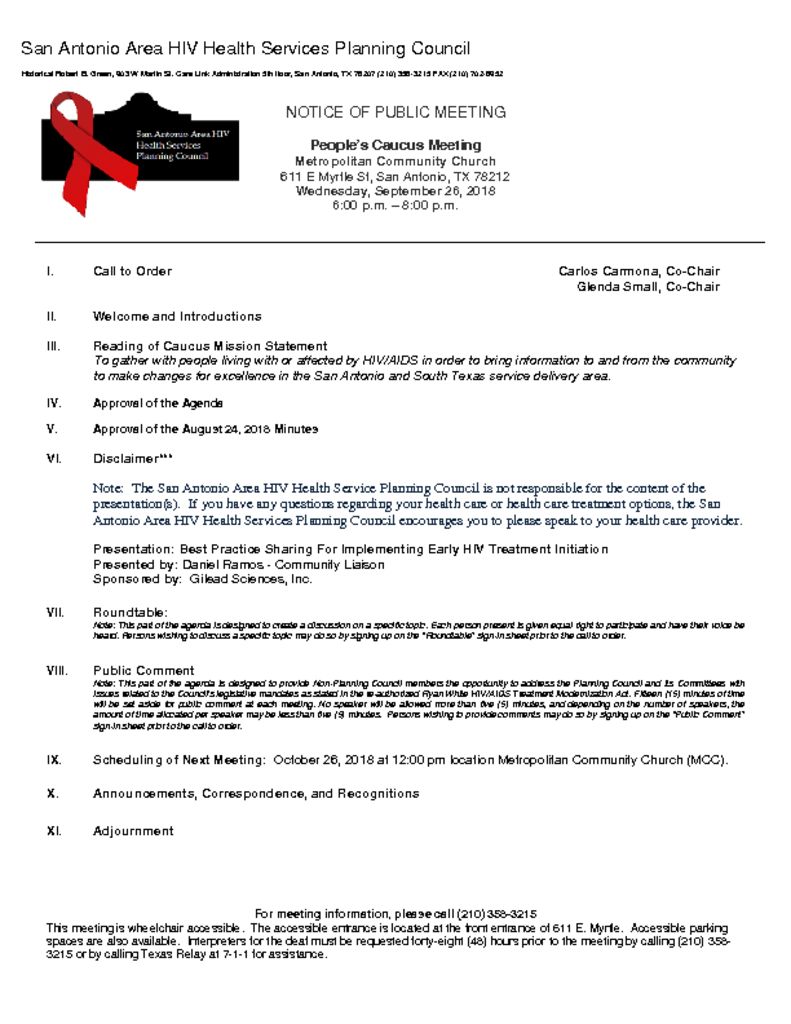 San Antonio Area HIV Health Services Planning Council
Historical Robert B. Green, 903 W Martin St. Care Link Administration 5th floor, San Antonio, TX 78207 (210) 358-3215 FAX (210) 702-6952
San Antonio Area HIV
Health Services
Planning Council
NOTICE OF PUBLIC MEETING
People's Caucus Meeting
Metropolitan Community Church
611 E Myrtle St, San Antonio, TX 78212
Wednesday, September 26, 2018
6:00 p.m. – 8:00 p.m.
I. Call to Order Carlos Carmona, Co-Chair
Glenda Small, Co-Chair
II. Welcome and Introductions
III. Reading of Caucus Mission Statement
To gather with people living with or affected by HIV/AIDS in order to bring information to and from the community
to make changes for excellence in the San Antonio and South Texas service delivery area.
IV. Approval of the Agenda
V. Approval of the August 24, 2018 Minutes
VI. Disclaimer***
Note: The San Antonio Area HIV Health Service Planning Council is not responsible for the content of the
presentation(s). If you have any questions regarding your health care or health care treatment options, the San
Antonio Area HIV Health Services Planning Council encourages you to please speak to your health care provider.
Presentation: Best Practice Sharing For Implementing Early HIV Treatment Initiation
Presented by: Daniel Ramos - Community Liaison
Sponsored by: Gilead Sciences, Inc.
VII. Roundtable:
Note: This part of the agenda is designed to create a discussion on a specific topic. Each person present is given equal right to participate and have their voice be
heard. Persons wishing to discuss a specific topic may do so by signing up on the "Roundtable" sign-in sheet prior to the call to order.
VIII. Public Comment
Note: This part of the agenda is designed to provide Non-Planning Council members the opportunity to address the Planning Council and its Committees with
issues related to the Council's legislative mandates as stated in the re-authorized Ryan White HIV/AIDS Treatment Modernization Act. Fifteen (15) minutes of time
will be set aside for public comment at each meeting. No speaker will be allowed more than five (5) minutes, and depending on the number of speakers, the
amount of time allocated per speaker may be less than five (5) minutes. Persons wishing to provide comments may do so by signing up on the "Public Comment"
sign-in sheet prior to the call to order.
IX. Scheduling of Next Meeting: October 26, 2018 at 12:00 pm location Metropolitan Community Church (MCC).
X. Announcements, Correspondence, and Recognitions
XI. Adjournment
For meeting information, please call (210) 358-3215
This meeting is wheelchair accessible. The accessible entrance is located at the front entrance of 611 E. Myrtle. Accessible parking
spaces are also available. Interpreters for the deaf must be requested forty-eight (48) hours prior to the meeting by calling (210) 358-
3215 or by calling Texas Relay at 7-1-1 for assistance.